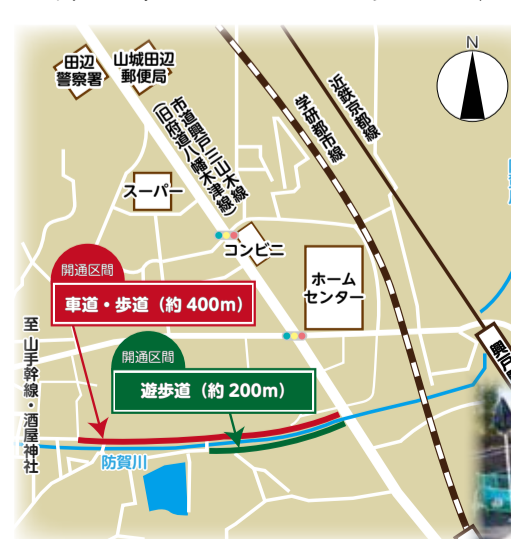 N
田辺
警察署
山城田辺
郵便局
市道興戸三山木線
(旧府道八幡木津線)
学研都市線
近鉄京都線
スーパー
コンビニ
ホーム
センター
開通区間
車道・歩道（約 400m）
開通区間
遊歩道（約 200m）
至 山手幹線・酒屋神社
防賀川
興戸